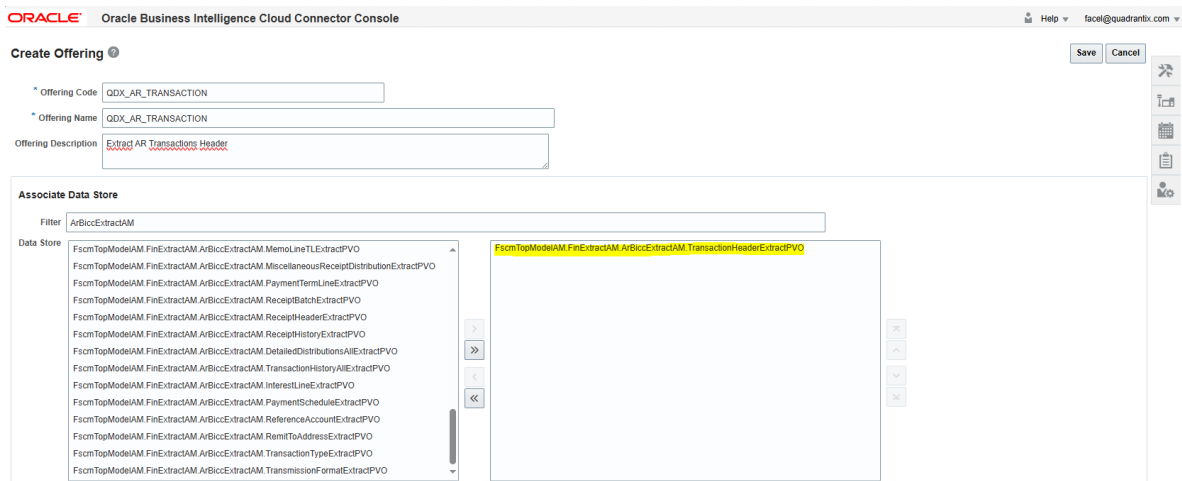 ORACLE Oracle Business Intelligence Cloud Connector Console Help facel@quadrantix.com
Create Offering ? Save Cancel
* Offering Code QDX_AR_TRANSACTION
* Offering Name QDX_AR_TRANSACTION
Offering Description Extract AR Transactions Header
Associate Data Store
Filter ArBiccExtractAM
Data Store
FscmTopModelAM.FinExtractAM.ArBiccExtractAM.MemoLineTLExtractPVO
FscmTopModelAM.FinExtractAM.ArBiccExtractAM.MiscellaneousReceiptDistributionExtractPVO
FscmTopModelAM.FinExtractAM.ArBiccExtractAM.PaymentTermLineExtractPVO
FscmTopModelAM.FinExtractAM.ArBiccExtractAM.ReceiptBatchExtractPVO
FscmTopModelAM.FinExtractAM.ArBiccExtractAM.ReceiptHeaderExtractPVO
FscmTopModelAM.FinExtractAM.ArBiccExtractAM.ReceiptHistoryExtractPVO
FscmTopModelAM.FinExtractAM.ArBiccExtractAM.DetailedDistributionsAllExtractPVO
FscmTopModelAM.FinExtractAM.ArBiccExtractAM.TransactionHistoryAllExtractPVO
FscmTopModelAM.FinExtractAM.ArBiccExtractAM.InterestLineExtractPVO
FscmTopModelAM.FinExtractAM.ArBiccExtractAM.PaymentScheduleExtractPVO
FscmTopModelAM.FinExtractAM.ArBiccExtractAM.ReferenceAccountExtractPVO
FscmTopModelAM.FinExtractAM.ArBiccExtractAM.RemitToAddressExtractPVO
FscmTopModelAM.FinExtractAM.ArBiccExtractAM.TransactionTypeExtractPVO
FscmTopModelAM.FinExtractAM.ArBiccExtractAM.TransmissionFormatExtractPVO
FscmTopModelAM.FinExtractAM.ArBiccExtractAM.TransactionHeaderExtractPVO